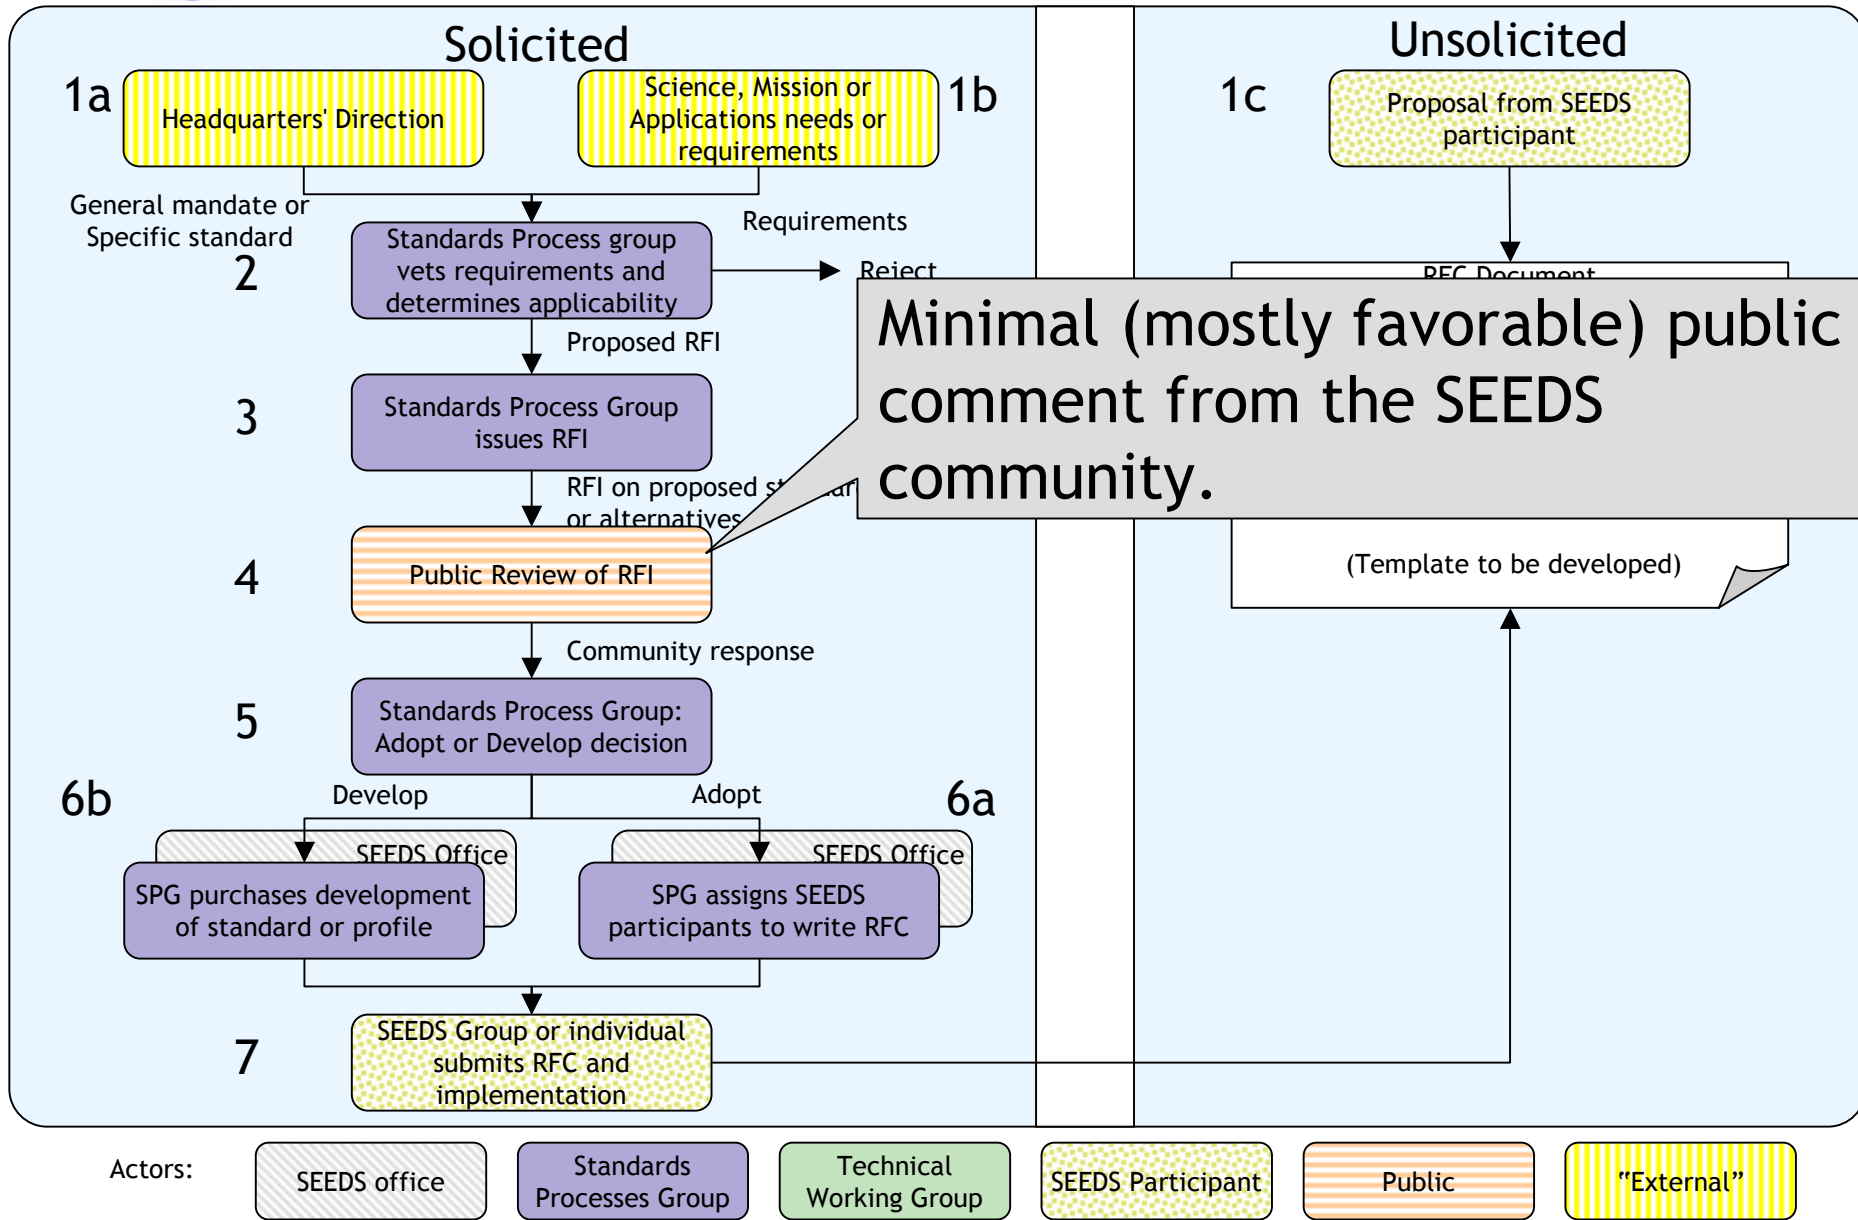 Solicited
Unsolicited
1a
Headquarters' Direction
Science, Mission or
Applications needs or
requirements
1b
1c
Proposal from SEEDS
participant
General mandate or
Specific standard
Requirements
2
Standards Process group
vets requirements and
determines applicability
Reject
RFC Document
Proposed RFI
Minimal (mostly favorable) public
comment from the SEEDS
community.
3
Standards Process Group
issues RFI
RFI on proposed
or alternatives
4
Public Review of RFI
(Template to be developed)
Community response
5
Standards Process Group:
Adopt or Develop decision
6b
Develop
Adopt
6a
SEEDS Office
SEEDS Office
SPG purchases development
of standard or profile
SPG assigns SEEDS
participants to write RFC
7
SEEDS Group or individual
submits RFC and
implementation
Actors:
SEEDS office
Standards
Processes Group
Technical
Working Group
SEEDS Participant
Public
“External”